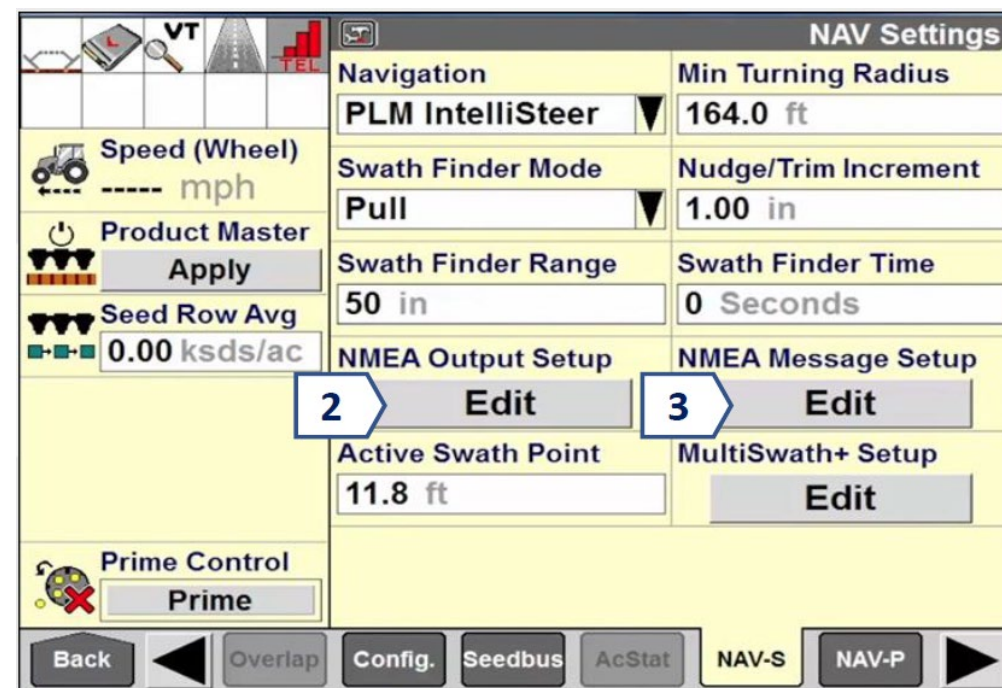 VT
L
TEL
NAV Settings
Speed (Wheel)
----- mph
Product Master
Apply
Seed Row Avg
0.00 ksds/ac
Prime Control
Prime
Navigation
PLM IntelliSteer
Min Turning Radius
164.0 ft
Swath Finder Mode
Pull
Nudge/Trim Increment
1.00 in
Swath Finder Range
50 in
Swath Finder Time
0 Seconds
NMEA Output Setup
2 Edit
NMEA Message Setup
3 Edit
Active Swath Point
11.8 ft
MultiSwath+ Setup
Edit
Back
Overlap
Config.
Seedbus
AcStat
NAV-S
NAV-P